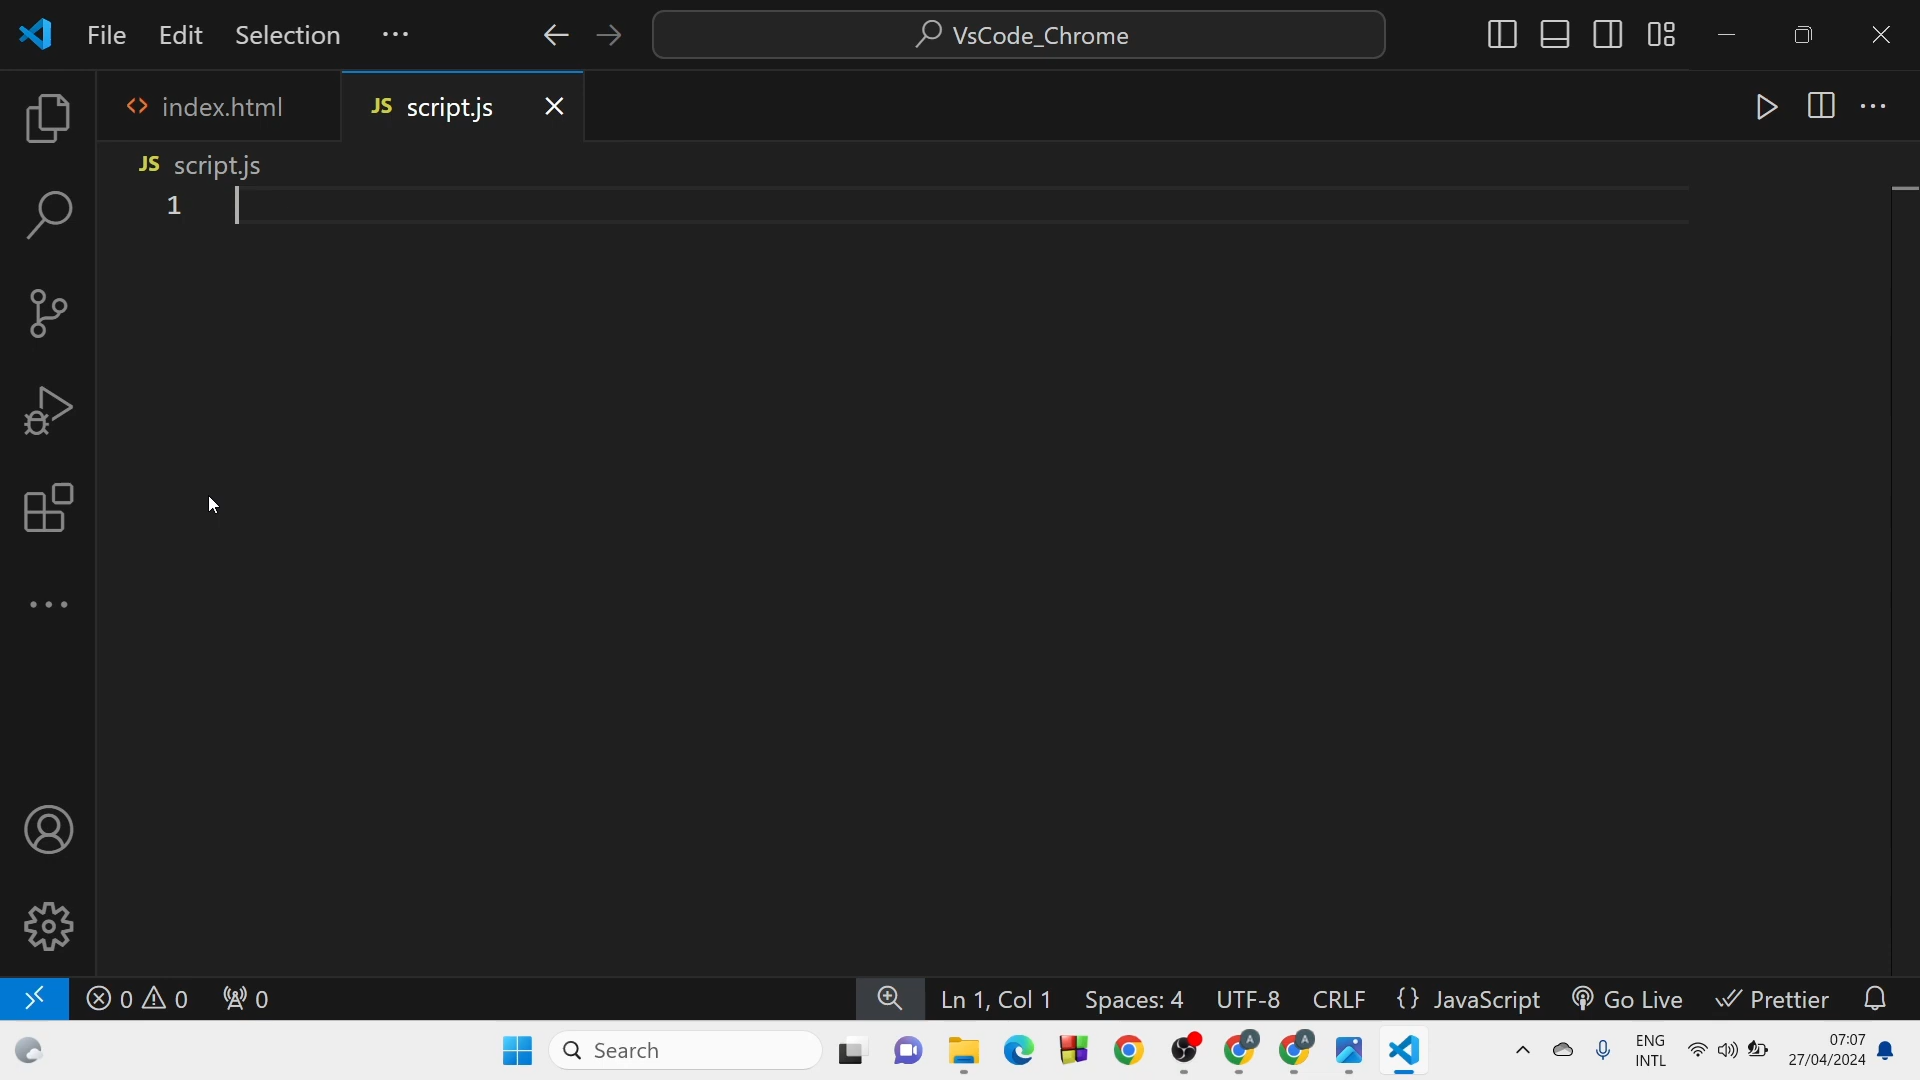 File Edit Selection ··· VsCode_Chrome
index.html JS script.js
JS script.js
1
0 0 0 Ln 1, Col 1 Spaces: 4 UTF-8 CRLF {} JavaScript Go Live Prettier
Search A A ENG 07:07
INTL 27/04/2024